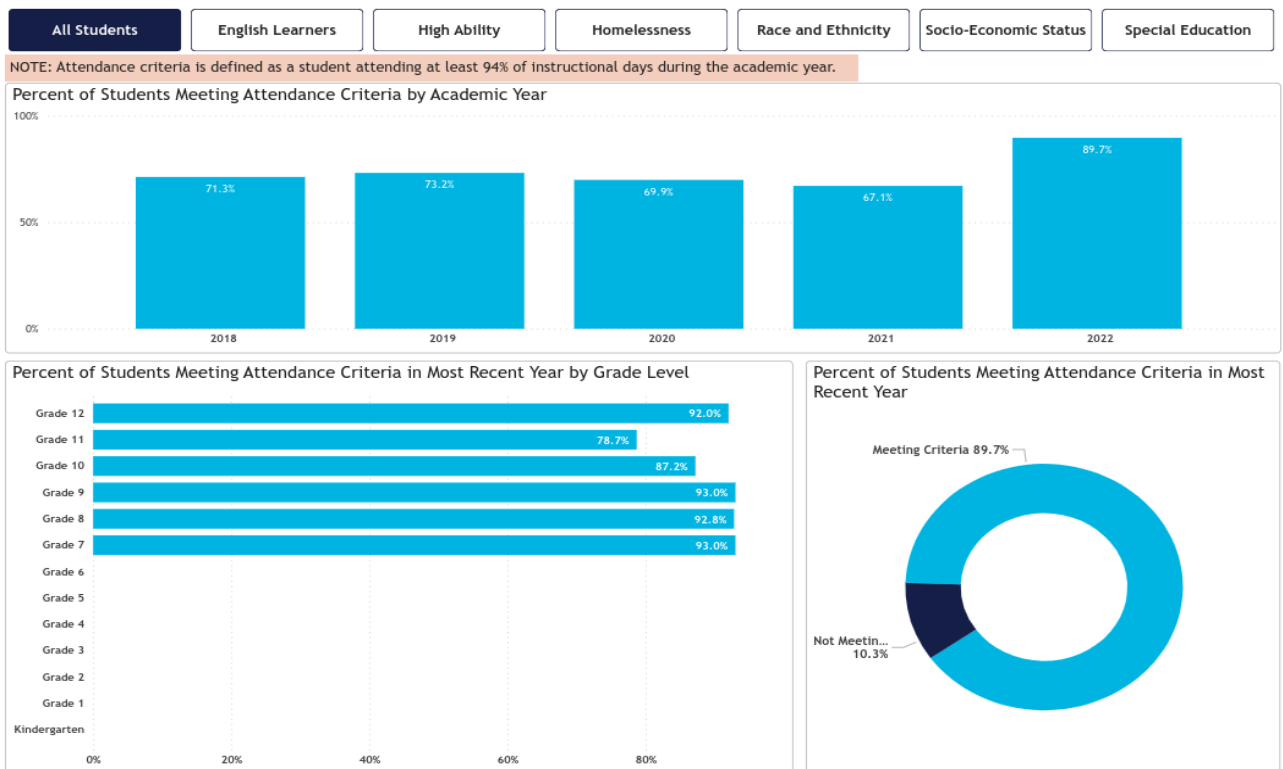 All Students
English Learners
High Ability
Homelessness
Race and Ethnicity
Socio-Economic Status
Special Education
NOTE: Attendance criteria is defined as a student attending at least 94% of instructional days during the academic year.
Percent of Students Meeting Attendance Criteria by Academic Year
100%
50%
0%
71.3%
73.2%
69.9%
67.1%
89.7%
2018
2019
2020
2021
2022
Percent of Students Meeting Attendance Criteria in Most Recent Year by Grade Level
Grade 12
92.0%
Grade 11
78.7%
Grade 10
87.2%
Grade 9
93.0%
Grade 8
92.8%
Grade 7
93.0%
Grade 6
Grade 5
Grade 4
Grade 3
Grade 2
Grade 1
Kindergarten
0%
20%
40%
60%
80%
Percent of Students Meeting Attendance Criteria in Most
Recent Year
Meeting Criteria 89.7%
Not Meetin...
10.3%